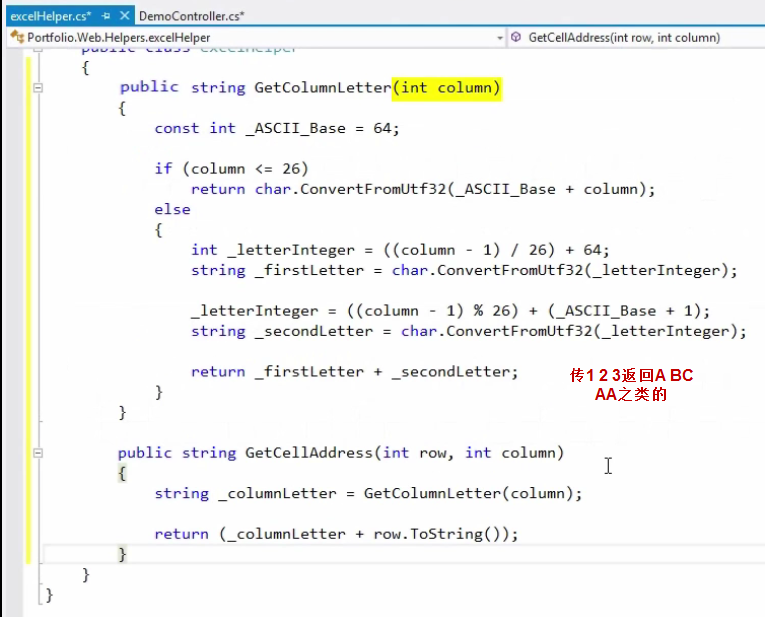 excelHelper.cs* DemoController.cs*
Portfolio.Web.Helpers.excelHelper GetCellAddress(int row, int column)
public class excelHelper
{
public string GetColumnLetter(int column)
{
const int _ASCII_Base = 64;
if (column <= 26)
return char.ConvertFromUtf32(_ASCII_Base + column);
else
{
int _letterInteger = ((column - 1) / 26) + 64;
string _firstLetter = char.ConvertFromUtf32(_letterInteger);
_letterInteger = ((column - 1) % 26) + (_ASCII_Base + 1);
string _secondLetter = char.ConvertFromUtf32(_letterInteger);
return _firstLetter + _secondLetter;
传1 2 3返回A BC
AA之类的
}
}
public string GetCellAddress(int row, int column)
{
string _columnLetter = GetColumnLetter(column);
return (_columnLetter + row.ToString());
}
}
}